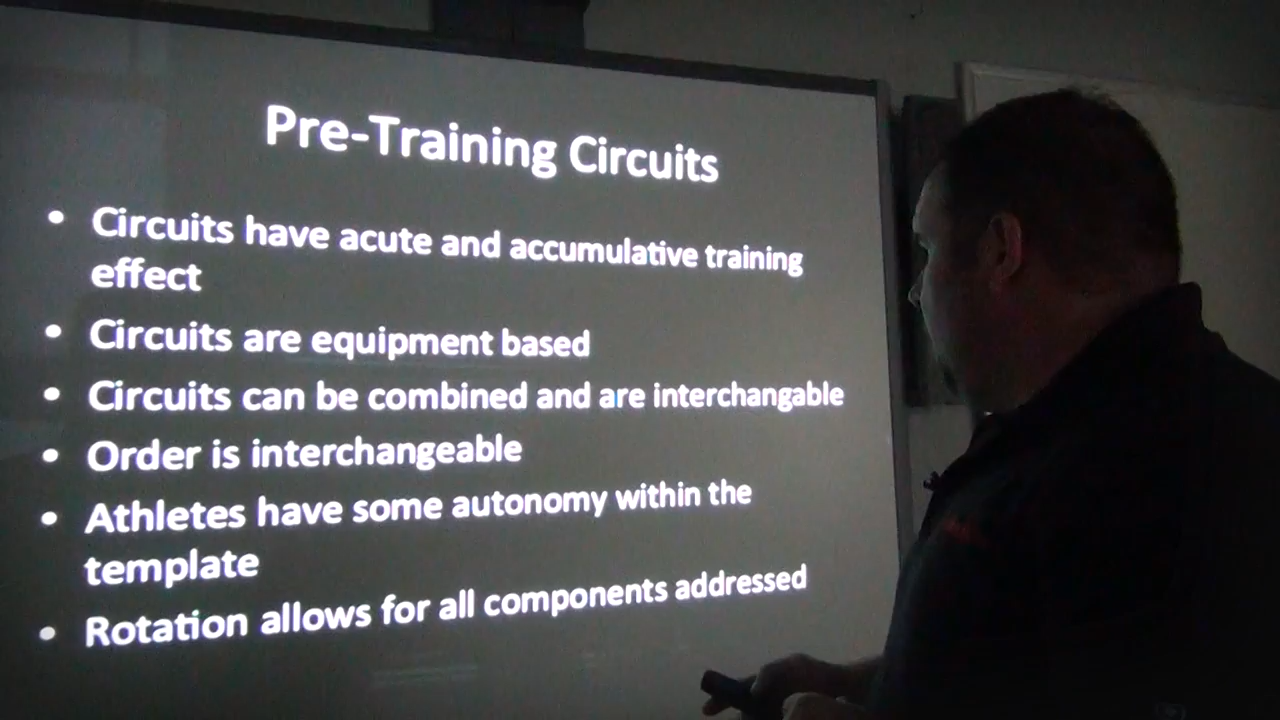 Pre-Training Circuits
• Circuits have acute and accumulative training
effect
• Circuits are equipment based
• Circuits can be combined and are interchangable
• Order is interchangeable
• Athletes have some autonomy within the
template
• Rotation allows for all components addressed